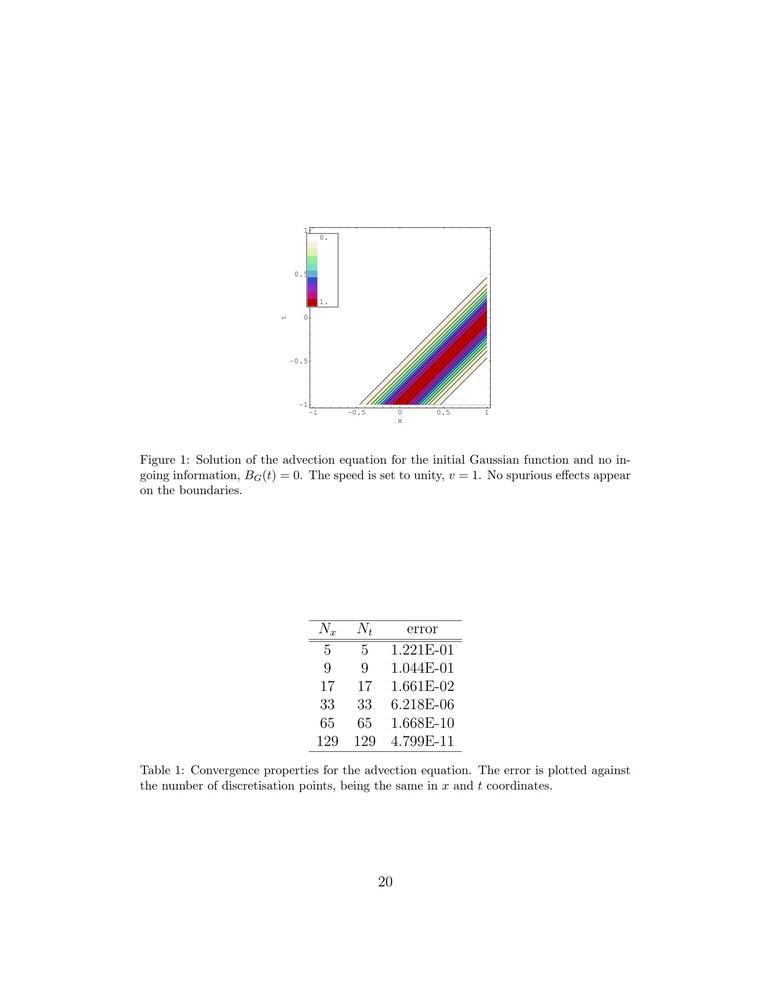 1
0.
0.5
1.
t
0
-0.5
-1
-1 -0.5 0 0.5 1
x
Figure 1: Solution of the advection equation for the initial Gaussian function and no in-
going information, B_G(t) = 0. The speed is set to unity, v = 1. No spurious effects appear
on the boundaries.
N_x N_t error
5 5 1.221E-01
9 9 1.044E-01
17 17 1.661E-02
33 33 6.218E-06
65 65 1.668E-10
129 129 4.799E-11
Table 1: Convergence properties for the advection equation. The error is plotted against
the number of discretisation points, being the same in x and t coordinates.
20